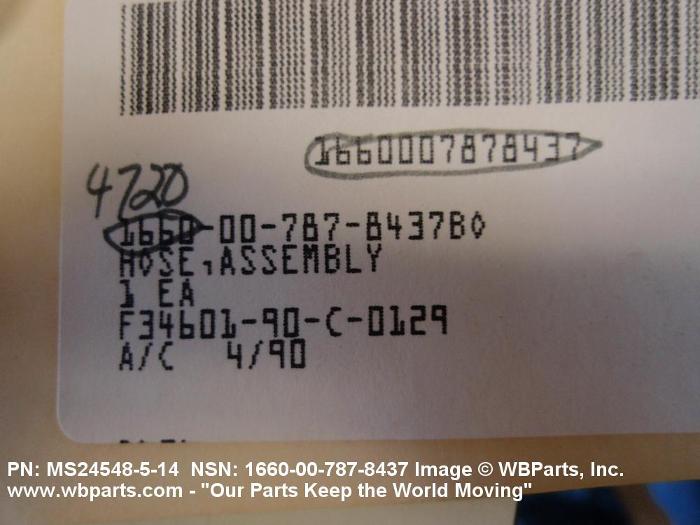 1660007878437
4720
1660-00-787-8437BO
HOSE,ASSEMBLY
1 EA
F34601-90-C-0129
A/C 4/90
PN: MS24548-5-14 NSN: 1660-00-787-8437 Image © WBParts, Inc.
www.wbparts.com - "Our Parts Keep the World Moving"